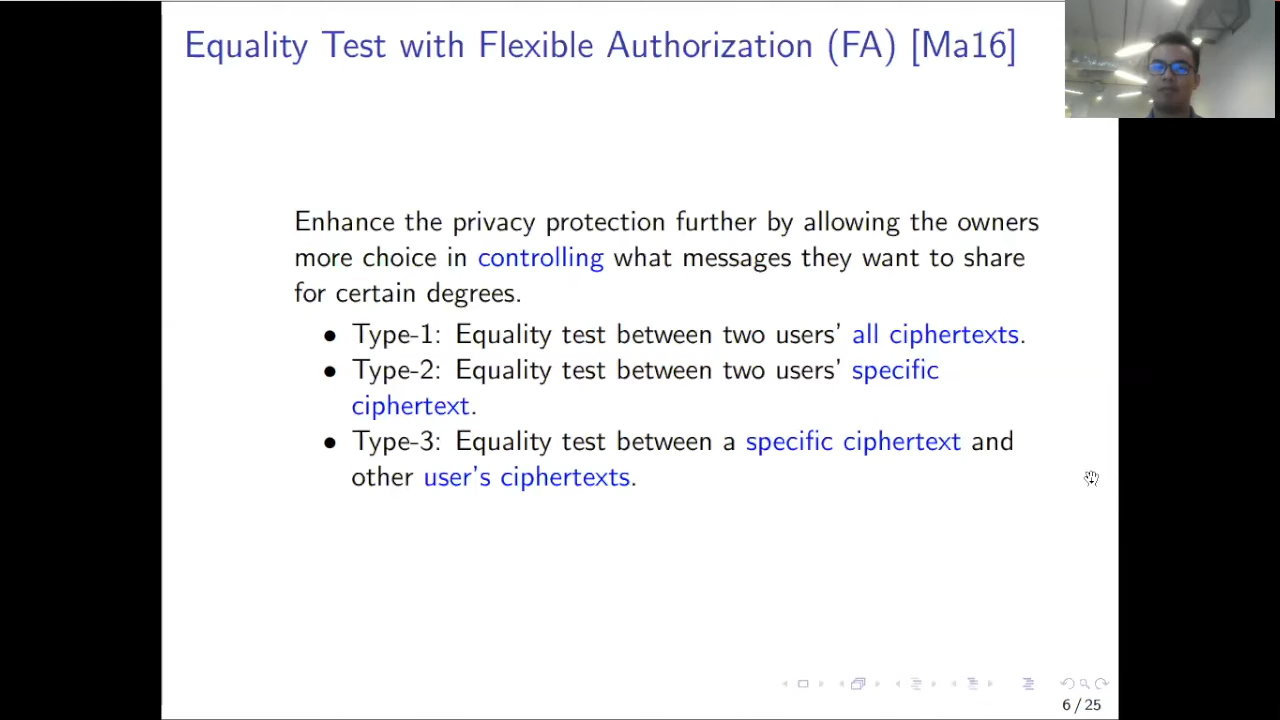 Equality Test with Flexible Authorization (FA) [Ma16]
Enhance the privacy protection further by allowing the owners
more choice in controlling what messages they want to share
for certain degrees.
• Type-1: Equality test between two users' all ciphertexts.
• Type-2: Equality test between two users' specific
ciphertext.
• Type-3: Equality test between a specific ciphertext and
other user's ciphertexts.
6 / 25